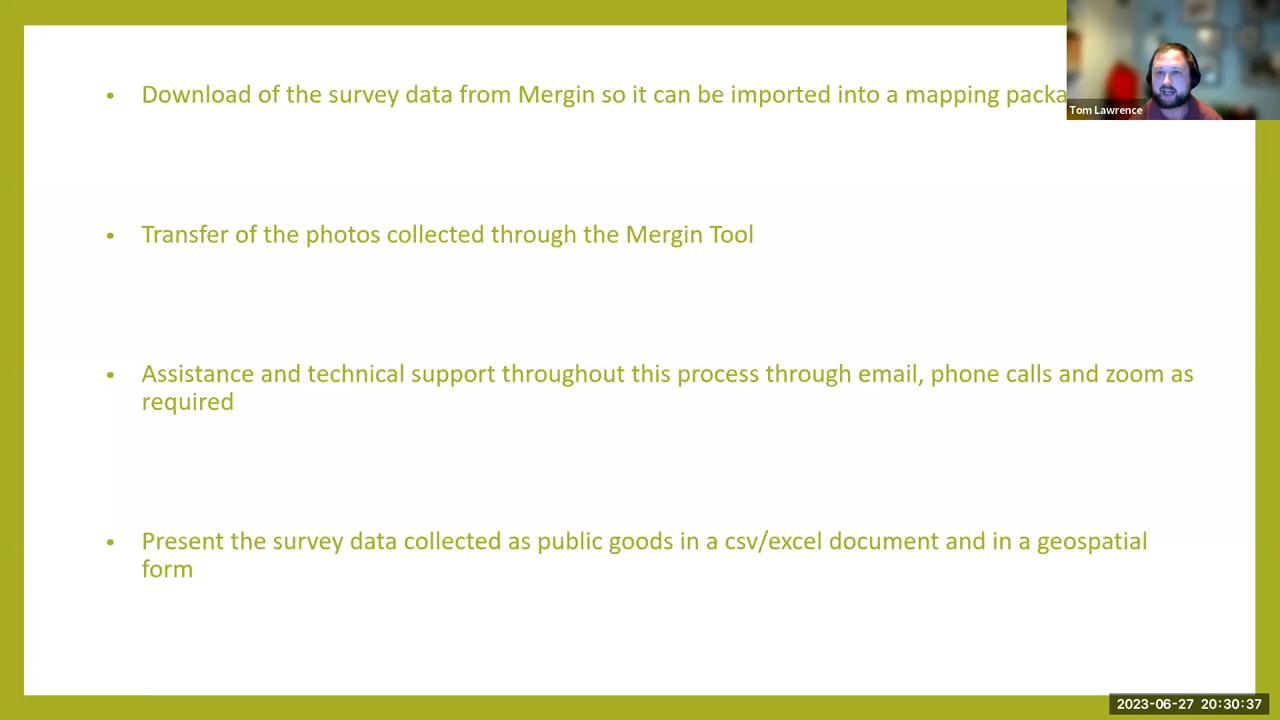 • Download of the survey data from Mergin so it can be imported into a mapping
Tom Lawrence
• Transfer of the photos collected through the Mergin Tool
• Assistance and technical support throughout this process through email, phone calls and zoom as
required
• Present the survey data collected as public goods in a csv/excel document and in a geospatial
form
2023-06-27 20:30:37